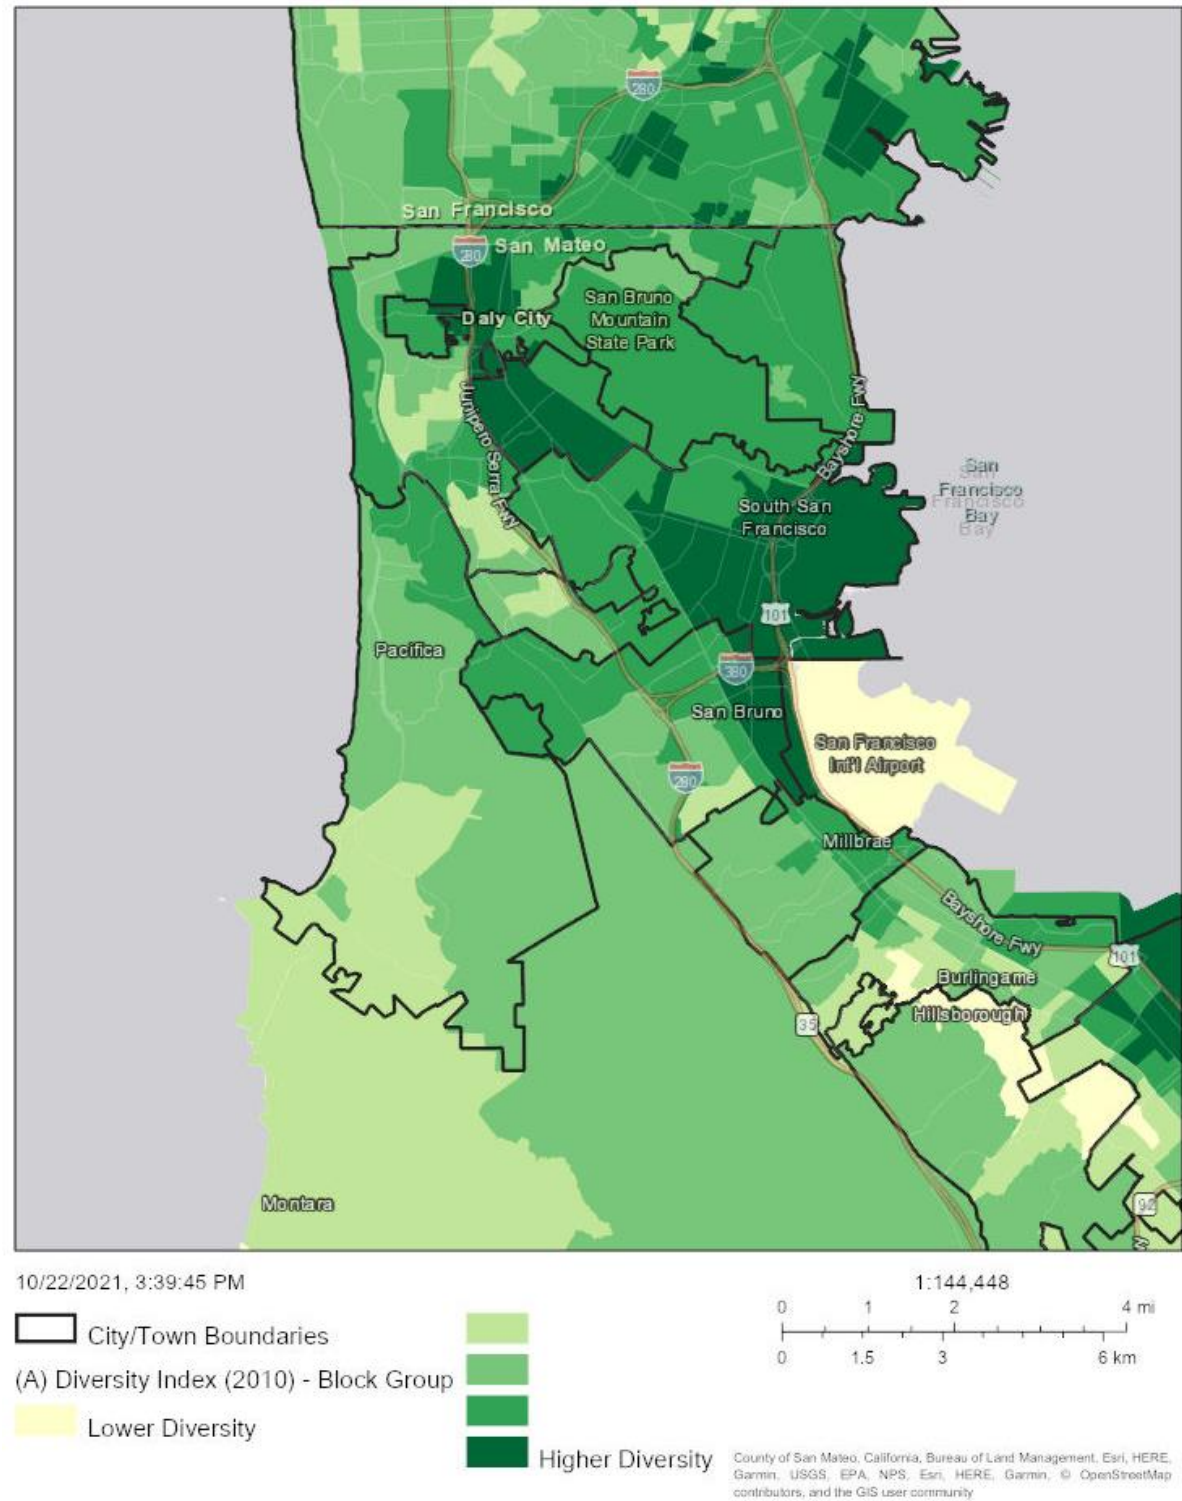 280
San Francisco
280
San Mateo
San Bruno
Mountain
State Park
Daly City
Junipero Serra Fwy
Bayshore Fwy
San
Francisco
Bay
San
Francisco
Bay
South San
Francisco
101
Pacifica
380
San Bruno
San Francisco
Int'l Airport
280
Millbrae
Bayshore Fwy
101
Burlingame
Hillsborough
35
Montara
92
10/22/2021, 3:39:45 PM
1:144,448
0 1 2 4 mi
0 1.5 3 6 km
City/Town Boundaries
(A) Diversity Index (2010) - Block Group
Lower Diversity
Higher Diversity
County of San Mateo, California, Bureau of Land Management, Esri, HERE,
Garmin, USGS, EPA, NPS, Esri, HERE, Garmin, © OpenStreetMap
contributors, and the GIS user community